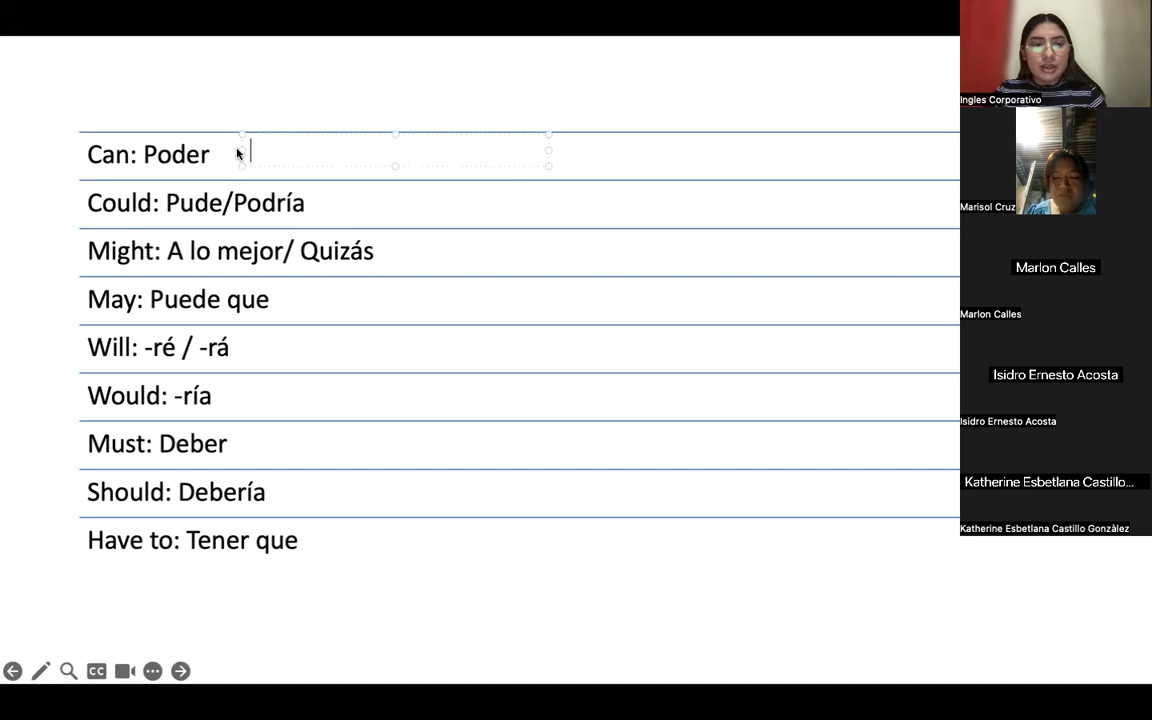 Can: Poder
Could: Pude/Podría
Might: A lo mejor/ Quizás
May: Puede que
Will: -ré / -rá
Would: -ría
Must: Deber
Should: Debería
Have to: Tener que
CC
Ingles Corporativo
Marisol Cruz
Marlon Calles
Marlon Calles
Isidro Ernesto Acosta
Isidro Ernesto Acosta
Katherine Esbetlana Castillo...
Katherine Esbetlana Castillo Gonzàlez